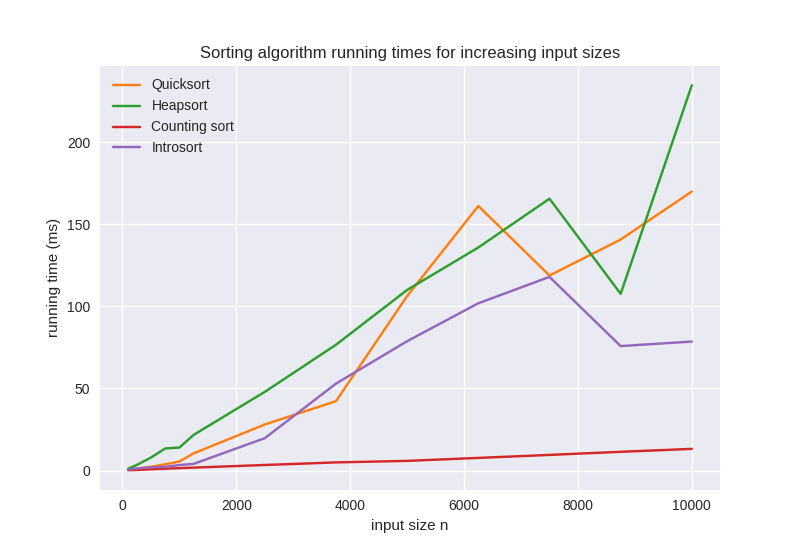 Sorting algorithm running times for increasing input sizes
Quicksort
Heapsort
Counting sort
Introsort
200
150
100
50
0
running time (ms)
0 2000 4000 6000 8000 10000
input size n